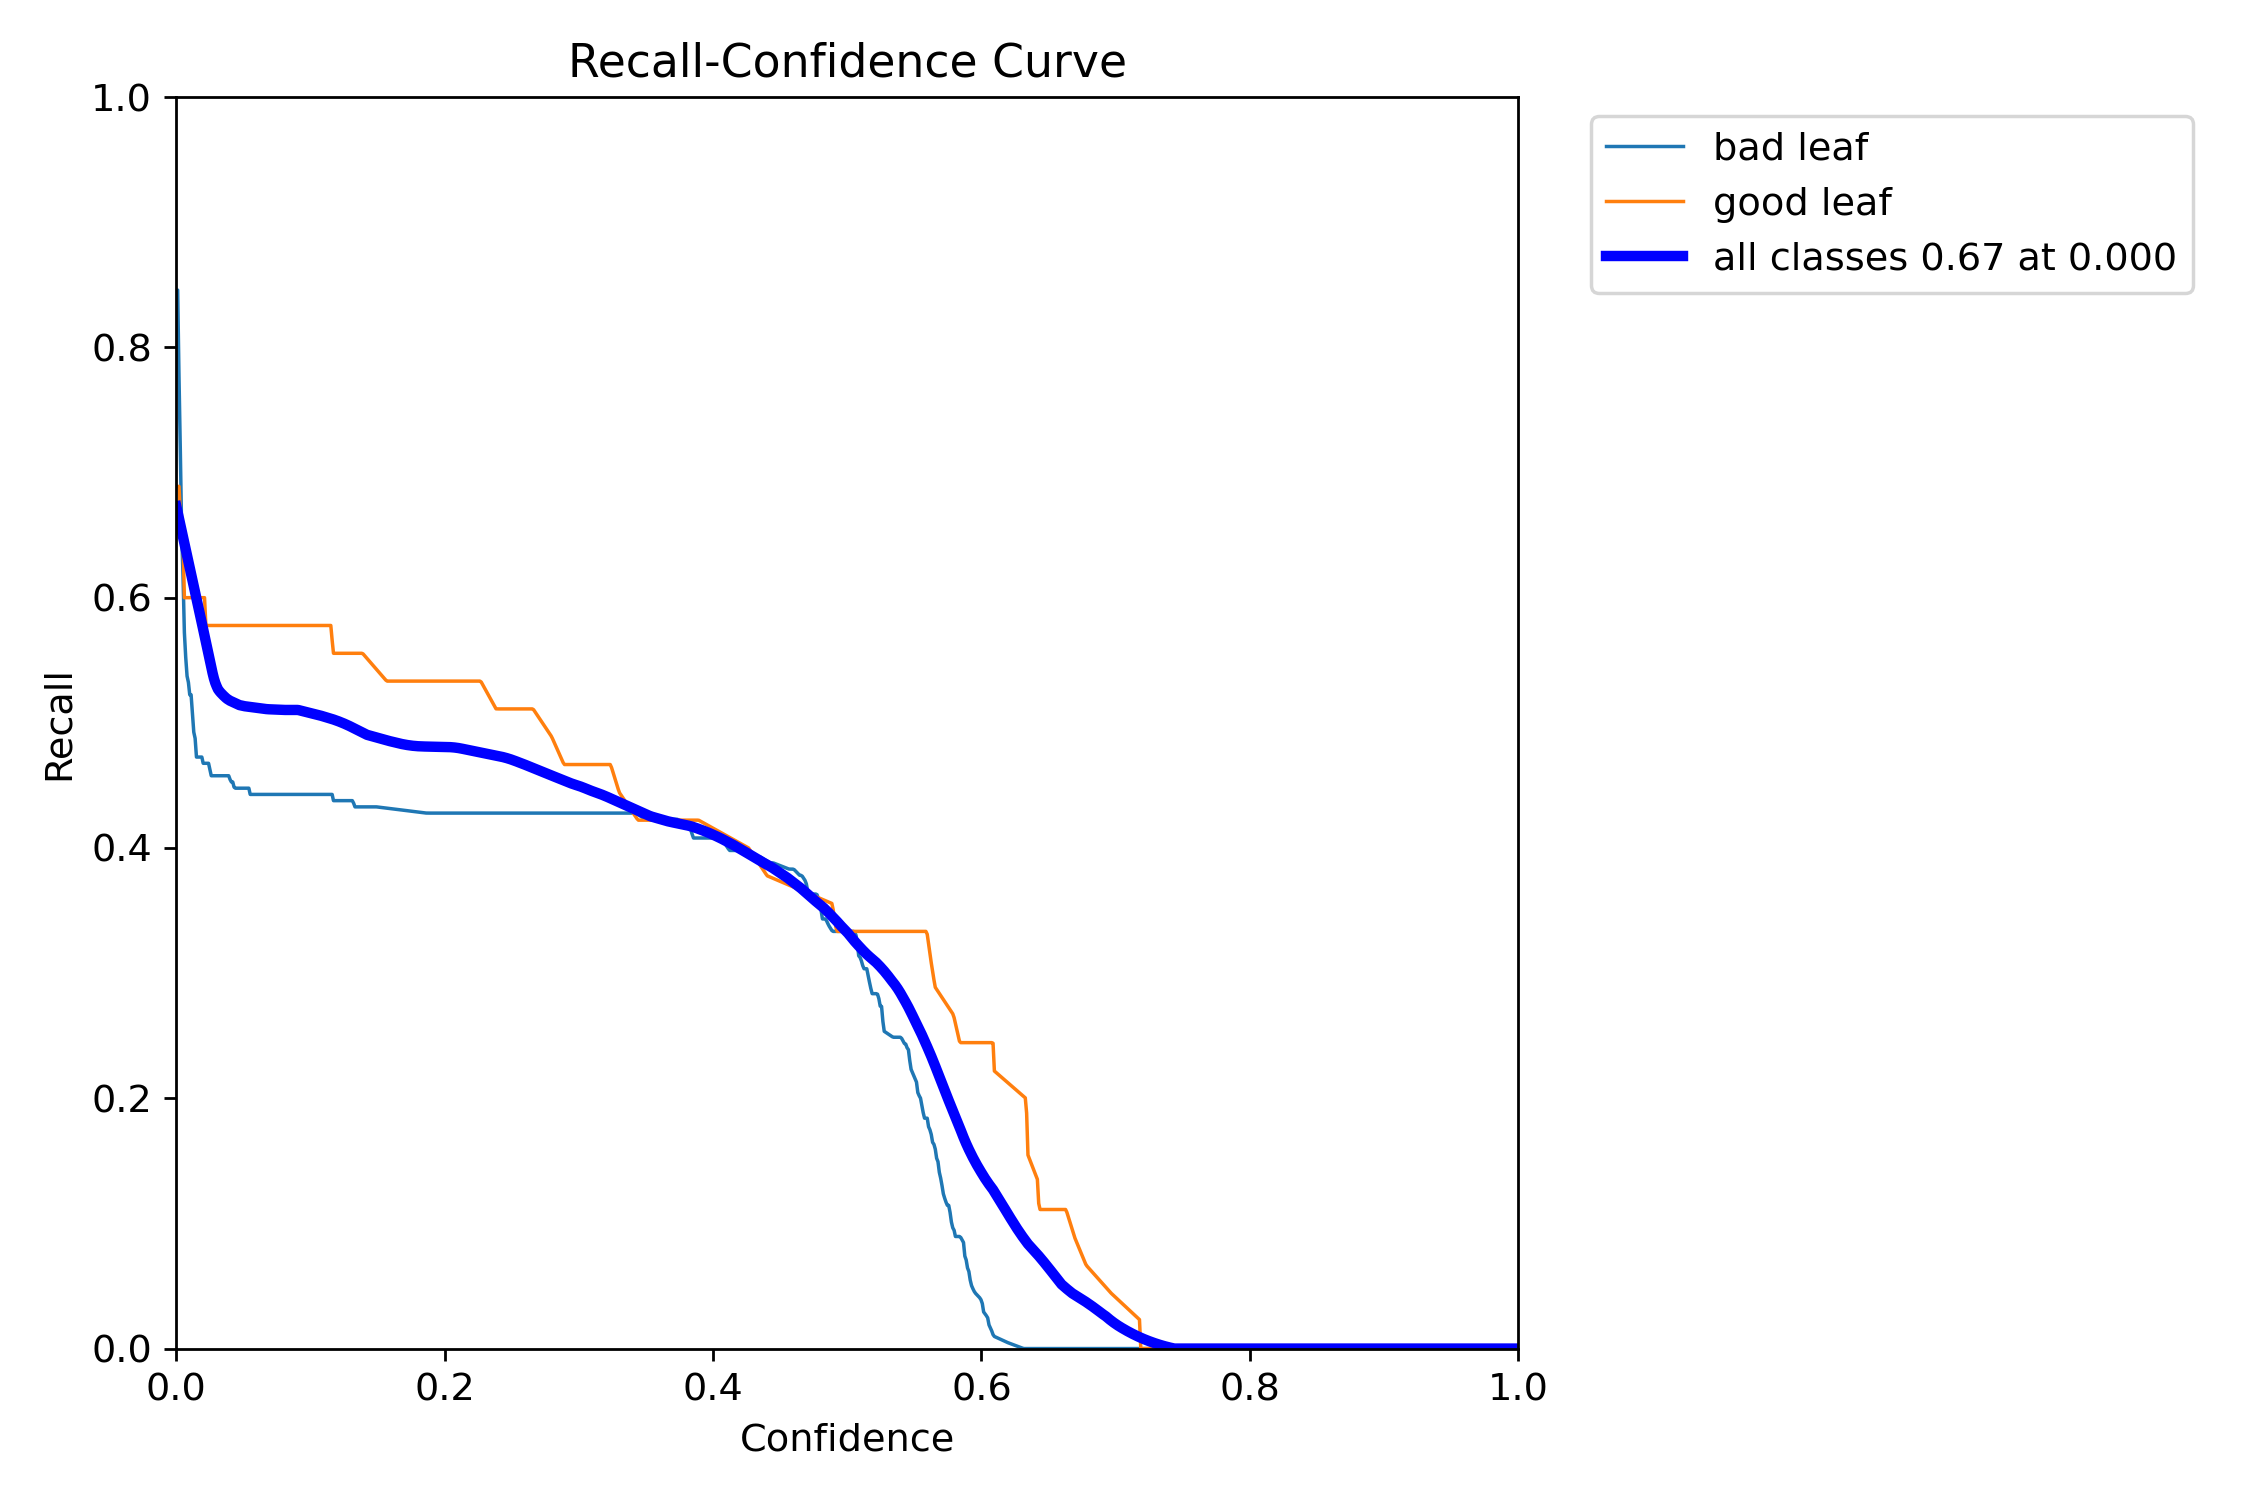 Recall-Confidence Curve
1.0
0.8
0.6
0.4
0.2
0.0
Recall
0.0 0.2 0.4 0.6 0.8 1.0
Confidence
bad leaf
good leaf
all classes 0.67 at 0.000